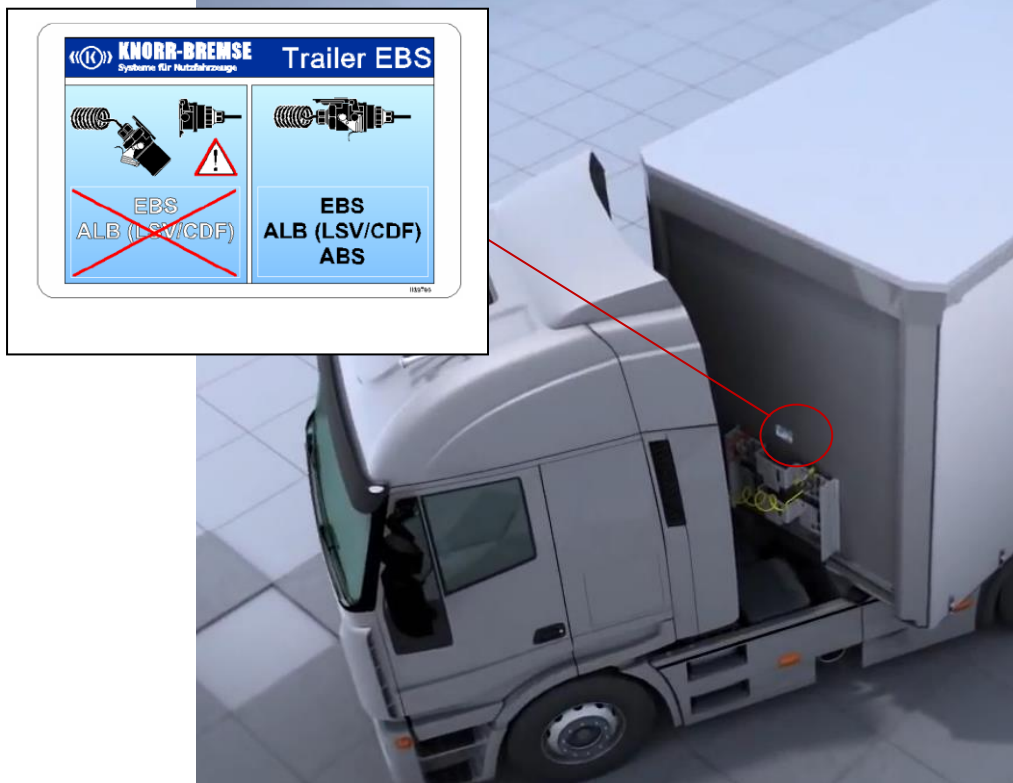 KNORR-BREMSE
Systeme für Nutzfahrzeuge
Trailer EBS
EBS
ALB (LSV/CDF)
EBS
ALB (LSV/CDF)
ABS